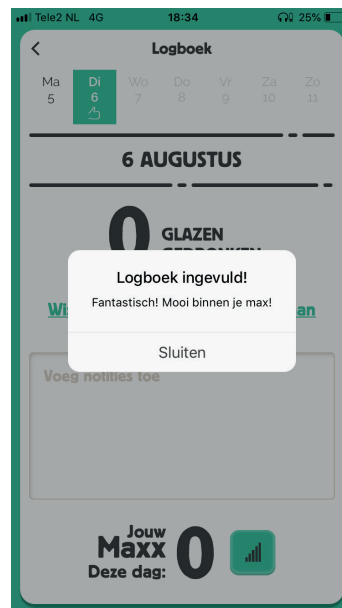 Tele2 NL 4G 18:34 25%
Logboek
Ma Di Wo Do Vr Za Zo
5 6 7 8 9 10 11
6 AUGUSTUS
0 GLAZEN
Logboek ingevuld!
Fantastisch! Mooi binnen je max!
Sluiten
Voeg notities toe
Jouw
Maxx 0
Deze dag: